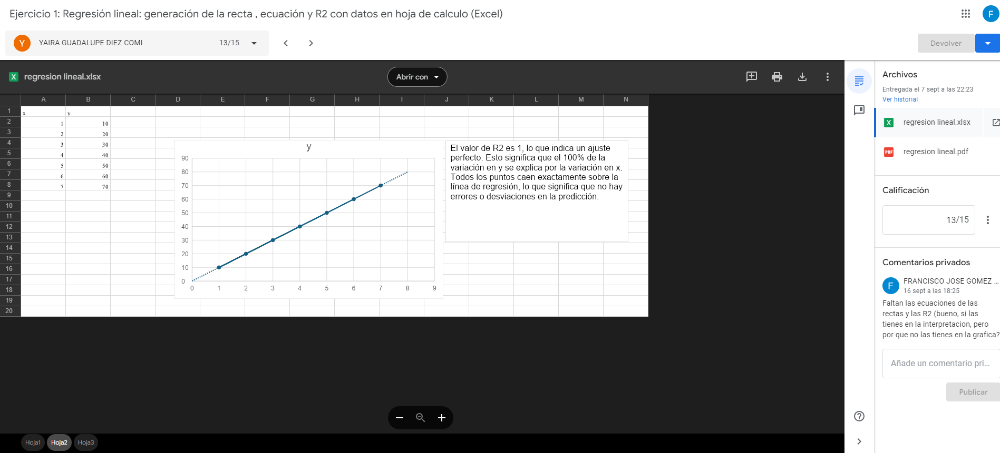 Ejercicio 1: Regresión lineal: generación de la recta , ecuación y R2 con datos en hoja de calculo (Excel)
F
Y YAIRA GUADALUPE DIEZ COMI 13/15
Devolver
X regresion lineal.xlsx
Abrir con
A B C D E F G H I J K L M N
1 x y
2 1 10
3 2 20
4 3 30
5 4 40
6 5 50
7 6 60
8 7 70
9
10
11
12
13
14
15
16
17
18
19
20
y
90
80
70
60
50
40
30
20
10
0
0 1 2 3 4 5 6 7 8 9
El valor de R2 es 1, lo que indica un ajuste
perfecto. Esto significa que el 100% de la
variación en y se explica por la variación en x.
Todos los puntos caen exactamente sobre la
línea de regresión, lo que significa que no hay
errores o desviaciones en la predicción.
Hoja1 Hoja2 Hoja3
Archivos
Entregada el 7 sept a las 22:23
Ver historial
X regresion lineal.xlsx
PDF regresion lineal.pdf
Calificación
13/15
Comentarios privados
F FRANCISCO JOSE GOMEZ ...
16 sept a las 18:25
Faltan las ecuaciones de las
rectas y las R2 (bueno, si las
tienes en la interpretacion, pero
por que no las tienes en la grafica?
Añade un comentario pri...
Publicar